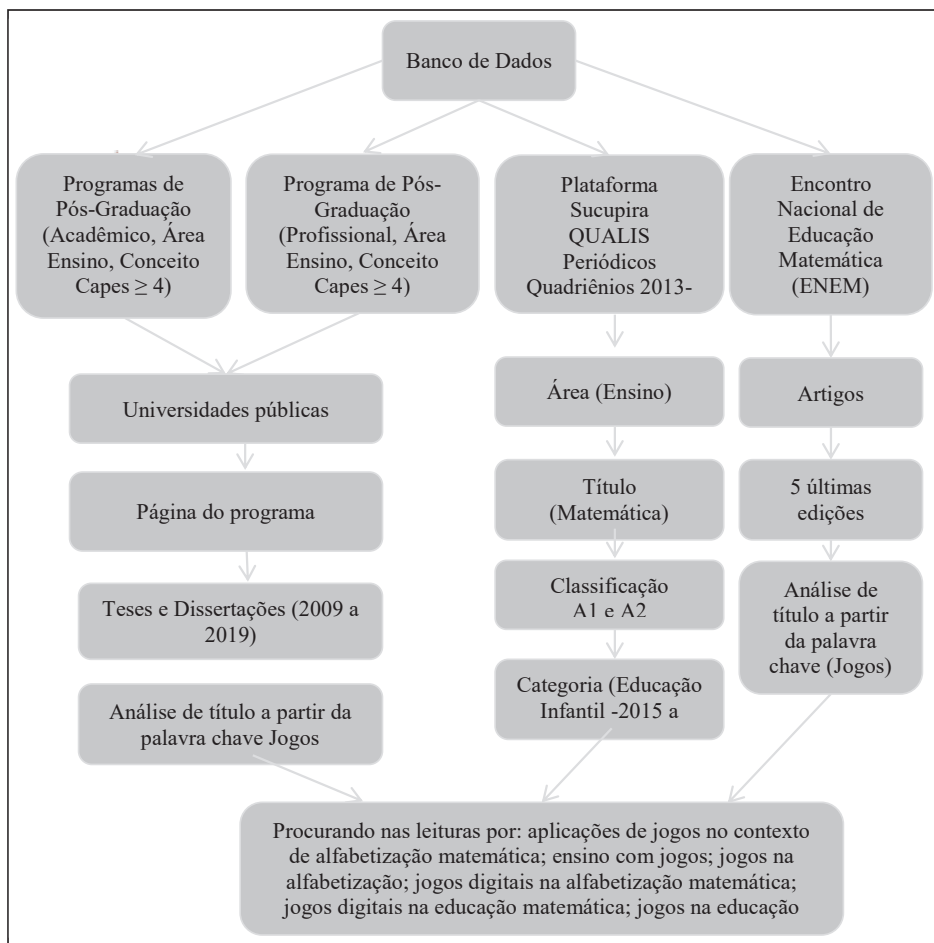 Banco de Dados
Programas de
Pós-Graduação
(Acadêmico, Área
Ensino, Conceito
Capes ≥ 4)
Programa de Pós-
Graduação
(Profissional, Área
Ensino, Conceito
Capes ≥ 4)
Plataforma
Sucupira
QUALIS
Periódicos
Quadriênios 2013-
Encontro
Nacional de
Educação
Matemática
(ENEM)
Universidades públicas
Área (Ensino)
Artigos
Página do programa
Título
(Matemática)
5 últimas
edições
Teses e Dissertações (2009 a
2019)
Classificação
A1 e A2
Análise de
título a partir
da palavra
chave (Jogos)
Análise de título a partir da
palavra chave Jogos
Categoria (Educação
Infantil -2015 a
Procurando nas leituras por: aplicações de jogos no contexto
de alfabetização matemática; ensino com jogos; jogos na
alfabetização; jogos digitais na alfabetização matemática;
jogos digitais na educação matemática; jogos na educação